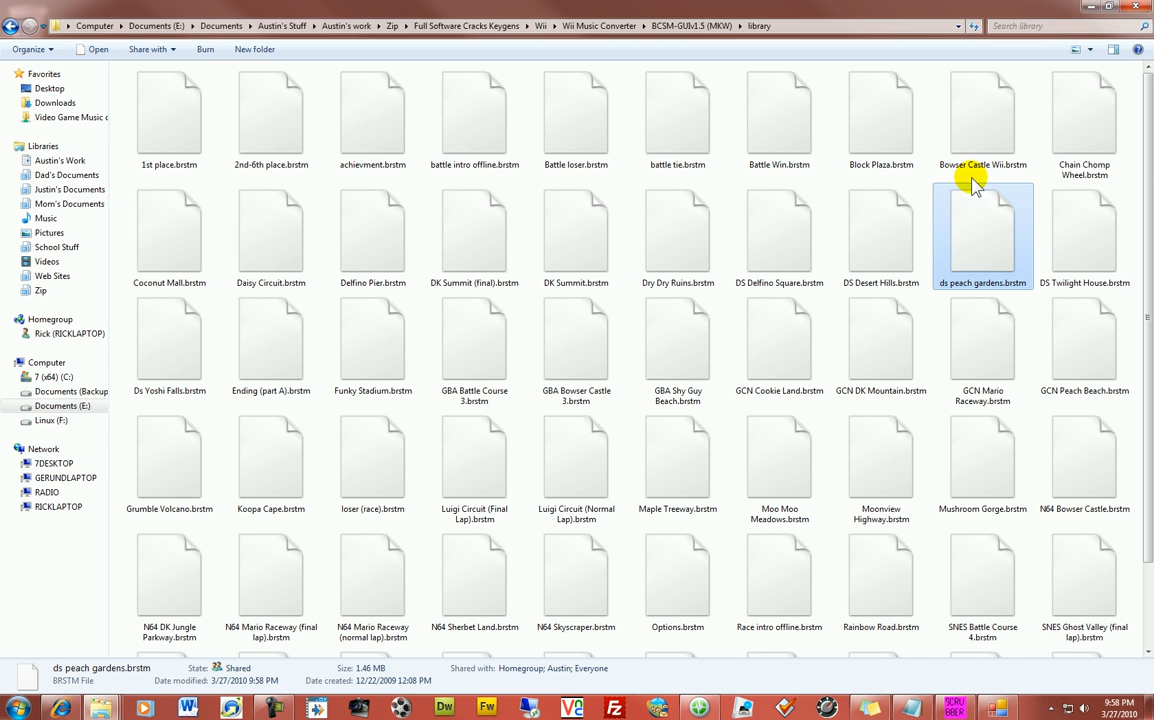 Computer ▸ Documents (E:) ▸ Documents ▸ Austin's Stuff ▸ Austin's work ▸ Zip ▸ Full Software Cracks Keygens ▸ Wii ▸ Wii Music Converter ▸ BCSM-GUIv1.5 (MKW) ▸ library
Search library
Organize Open Share with Burn New folder
Favorites
Desktop
Downloads
Video Game Music c
Libraries
Austin's Work
Dad's Documents
Justin's Documents
Mom's Documents
Music
Pictures
School Stuff
Videos
Web Sites
Zip
Homegroup
Rick (RICKLAPTOP)
Computer
7 (x64) (C:)
Documents (Backup
Documents (E:)
Linux (F:)
Network
7DESKTOP
GERUNDLAPTOP
RADIO
RICKLAPTOP
1st place.brstm
2nd-6th place.brstm
achievment.brstm
battle intro offline.brstm
Battle loser.brstm
battle tie.brstm
Battle Win.brstm
Block Plaza.brstm
Bowser Castle Wii.brstm
Chain Chomp
Wheel.brstm
Coconut Mall.brstm
Daisy Circuit.brstm
Delfino Pier.brstm
DK Summit (final).brstm
DK Summit.brstm
Dry Dry Ruins.brstm
DS Delfino Square.brstm
DS Desert Hills.brstm
ds peach gardens.brstm
DS Twilight House.brstm
Ds Yoshi Falls.brstm
Ending (part A).brstm
Funky Stadium.brstm
GBA Battle Course
3.brstm
GBA Bowser Castle
3.brstm
GBA Shy Guy
Beach.brstm
GCN Cookie Land.brstm
GCN DK Mountain.brstm
GCN Mario
Raceway.brstm
GCN Peach Beach.brstm
Grumble Volcano.brstm
Koopa Cape.brstm
loser (race).brstm
Luigi Circuit (Final
Lap).brstm
Luigi Circuit (Normal
Lap).brstm
Maple Treeway.brstm
Moo Moo
Meadows.brstm
Moonview
Highway.brstm
Mushroom Gorge.brstm
N64 Bowser Castle.brstm
N64 DK Jungle
Parkway.brstm
N64 Mario Raceway (final
lap).brstm
N64 Mario Raceway
(normal lap).brstm
N64 Sherbet Land.brstm
N64 Skyscraper.brstm
Options.brstm
Race intro offline.brstm
Rainbow Road.brstm
SNES Battle Course
4.brstm
SNES Ghost Valley (final
lap).brstm
ds peach gardens.brstm State: Shared Size: 1.46 MB Shared with: Homegroup; Austin; Everyone
BRSTM File Date modified: 3/27/2010 9:58 PM Date created: 12/22/2009 12:08 PM
W Dw Fw SCRU
BBER
9:58 PM
3/27/2010